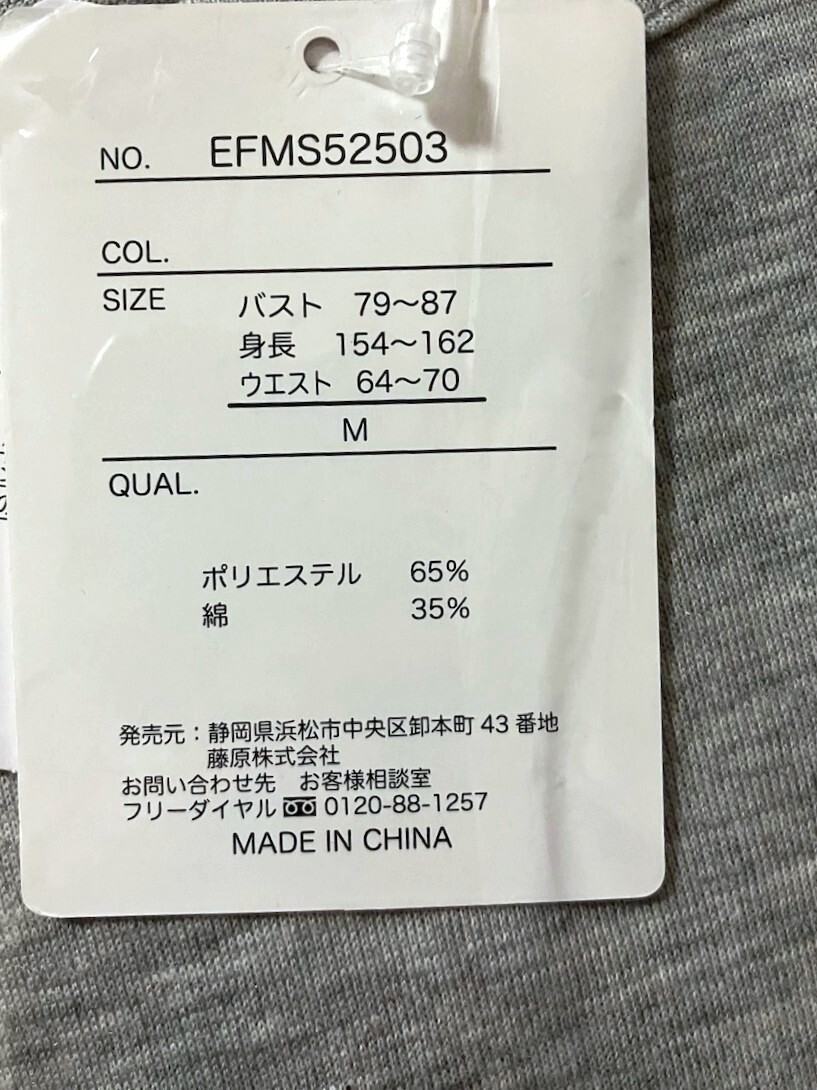 NO. EFMS52503
COL.
SIZE バスト 79～87
身長 154～162
ウエスト 64～70
M
QUAL.
ポリエステル 65%
綿 35%
発売元：静岡県浜松市中央区卸本町 43 番地
藤原株式会社
お問い合わせ先 お客様相談室
フリーダイヤル 0120-88-1257
MADE IN CHINA